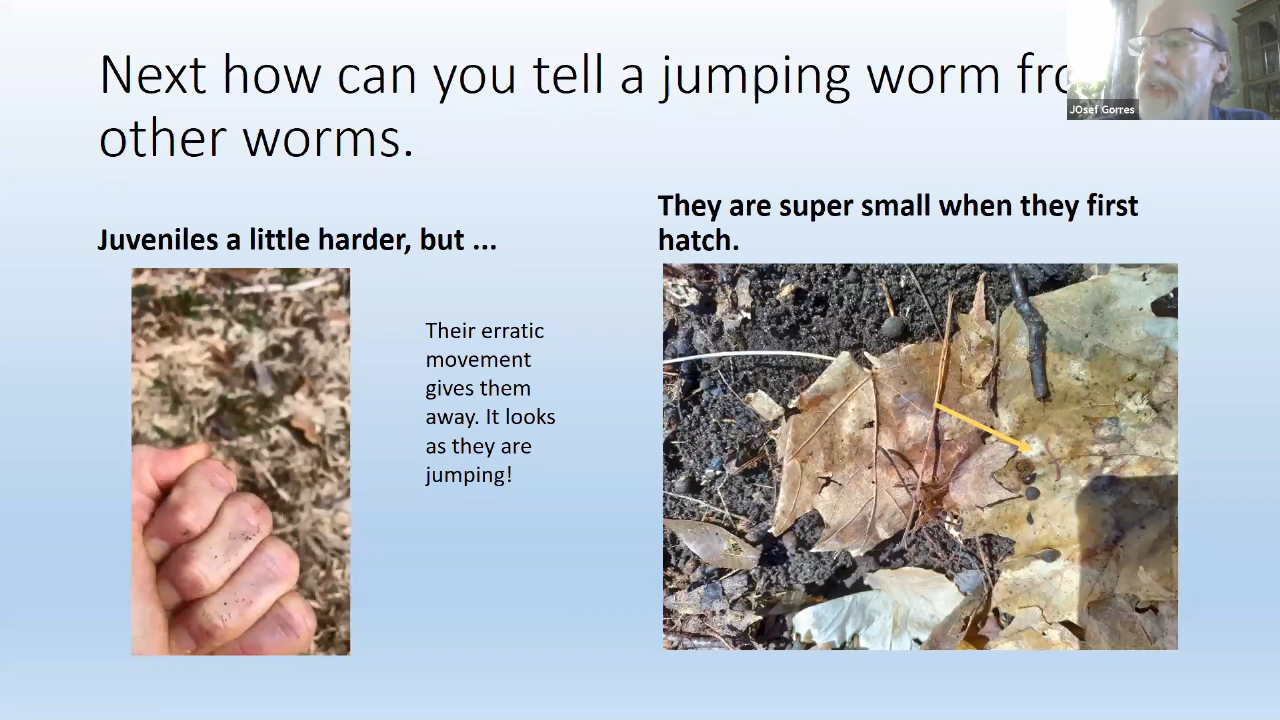 Next how can you tell a jumping worm
other worms.
JOsef Gorres
Juveniles a little harder, but ...
They are super small when they first
hatch.
Their erratic
movement
gives them
away. It looks
as they are
jumping!